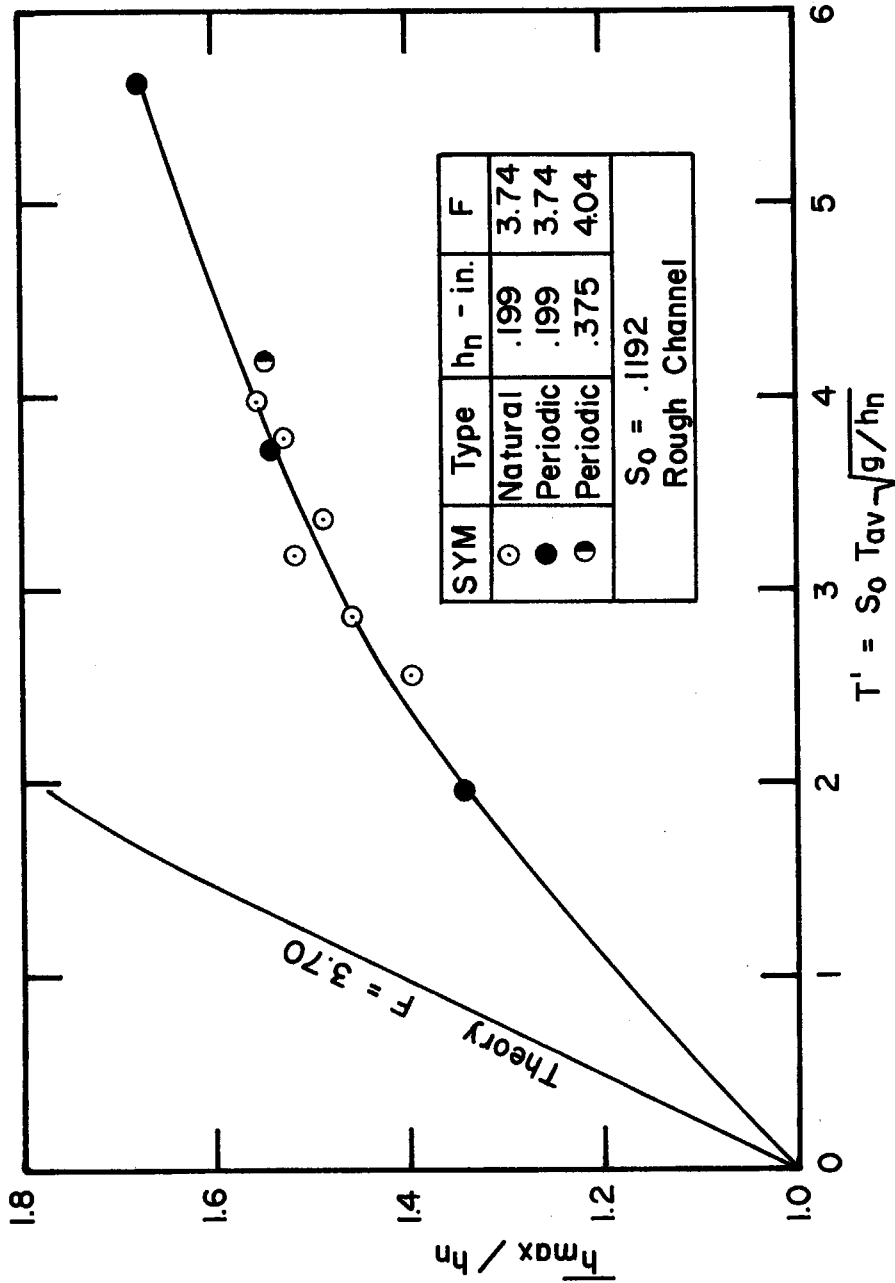 1.8
1.6
1.4
1.2
1.0
h̅max / hn
Theory
F = 3.70
SYM Type hn - in. F
⊙ Natural .199 3.74
● Periodic .199 3.74
◐ Periodic .375 4.04
So = .1192
Rough Channel
0 1 2 3 4 5 6
T' = So Tav √g/hn